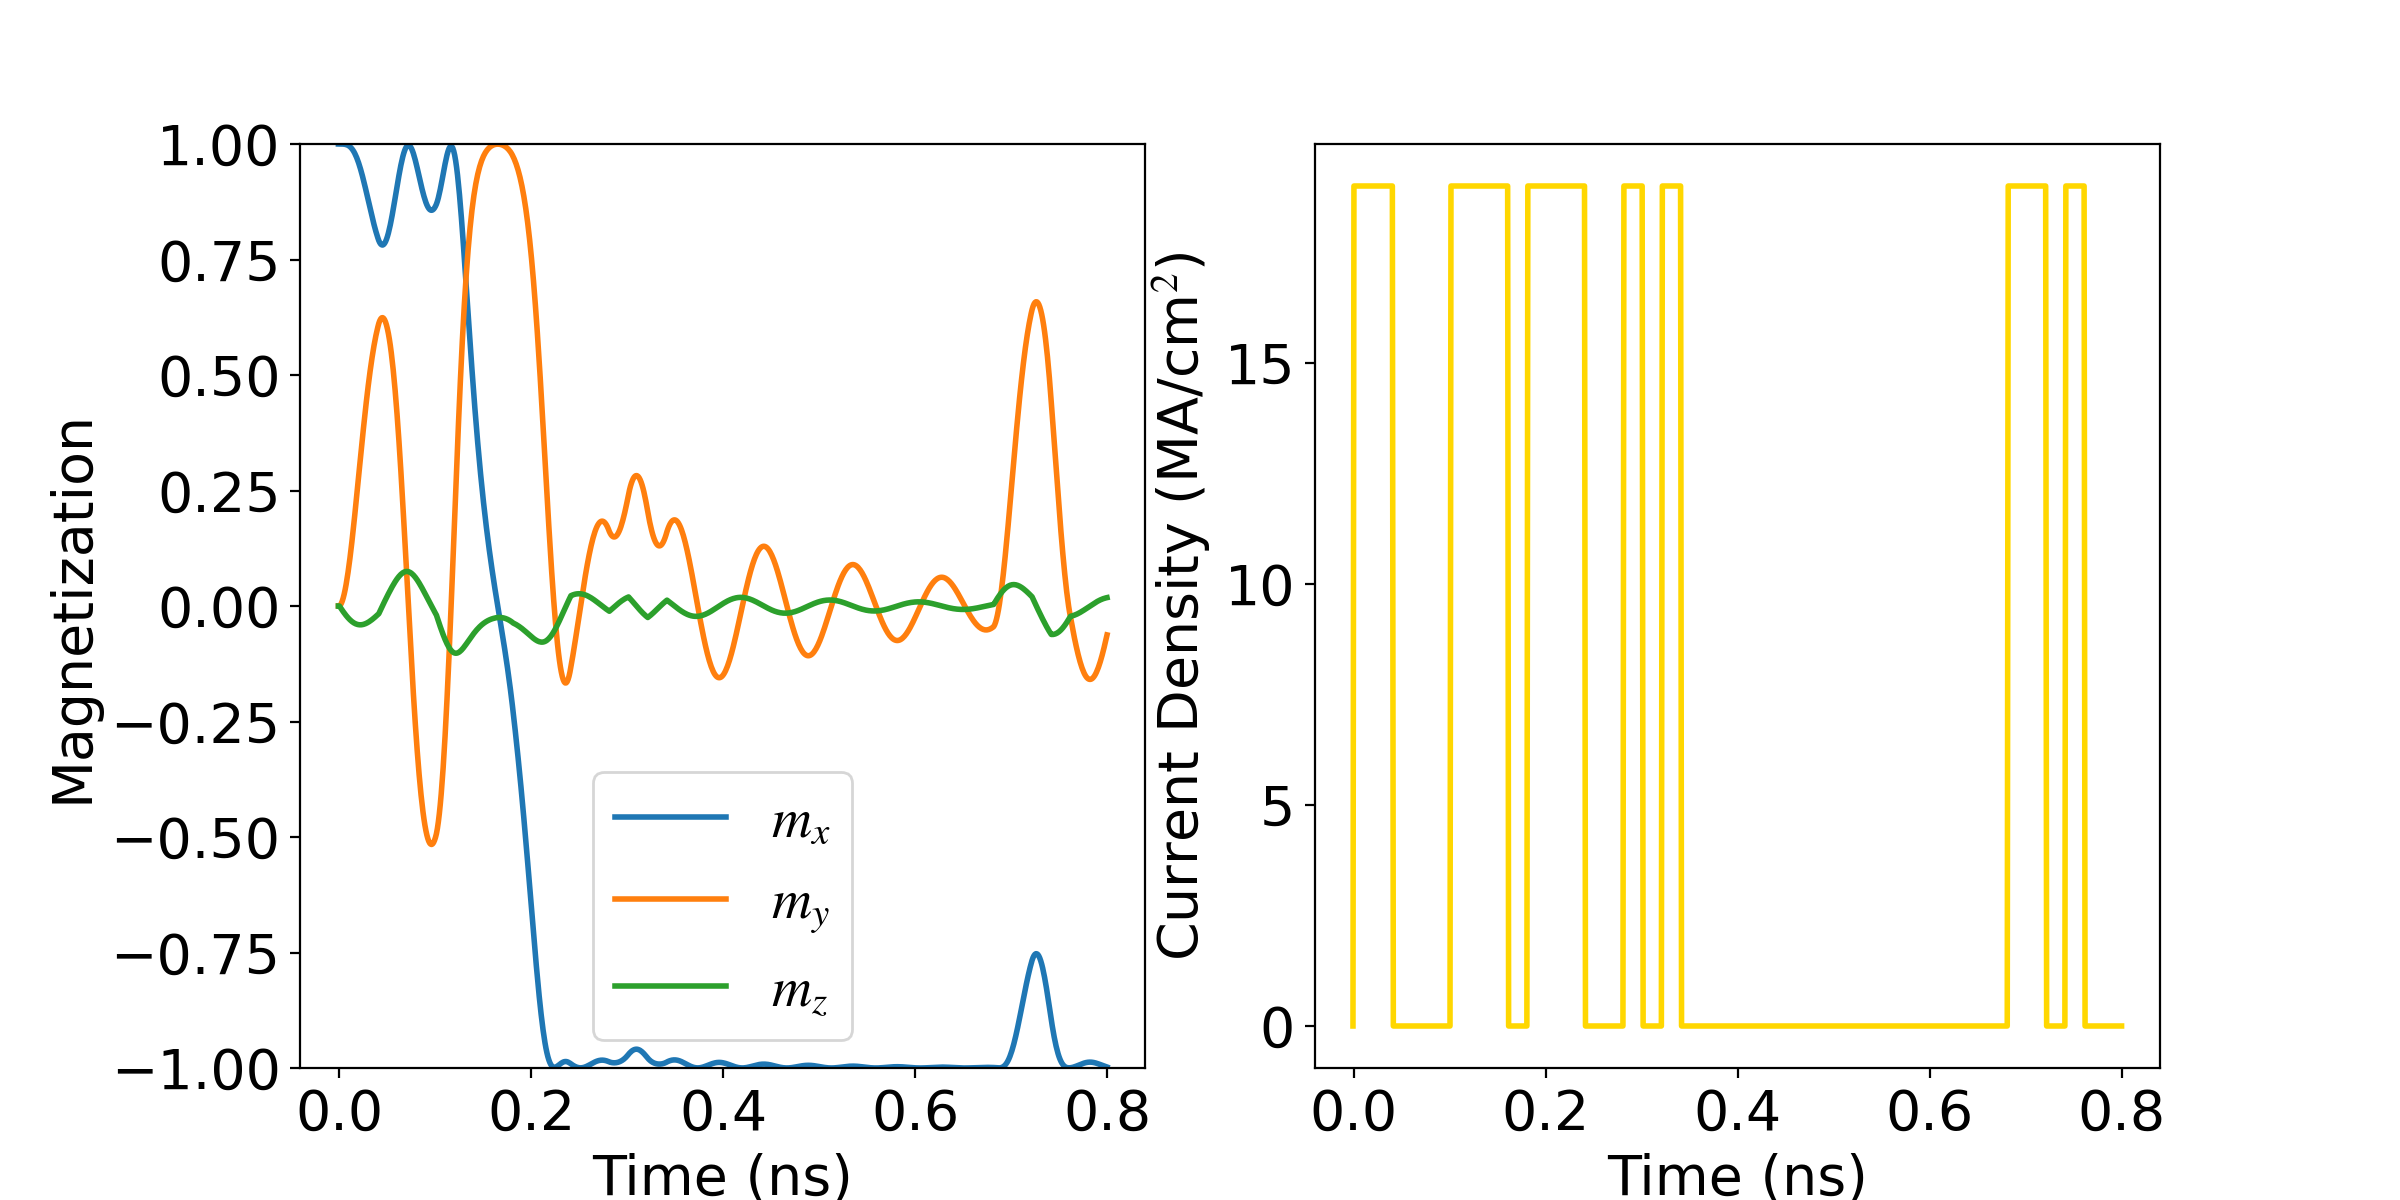 Magnetization
1.00
0.75
0.50
0.25
0.00
−0.25
−0.50
−0.75
−1.00
0.0 0.2 0.4 0.6 0.8
Time (ns)
m_x
m_y
m_z
Current Density (MA/cm²)
15
10
5
0
0.0 0.2 0.4 0.6 0.8
Time (ns)